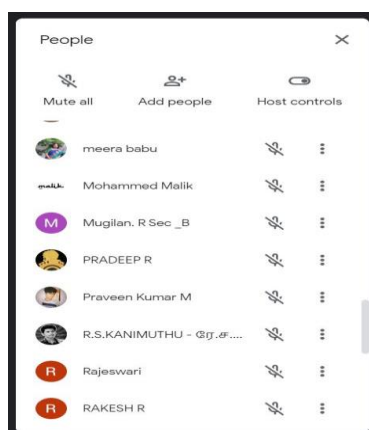 People
Mute all Add people Host controls
meera babu
malik Mohammed Malik
M Mugilan. R Sec _B
PRADEEP R
Praveen Kumar M
R.S.KANIMUTHU - ரே.ச....
R Rajeswari
R RAKESH R